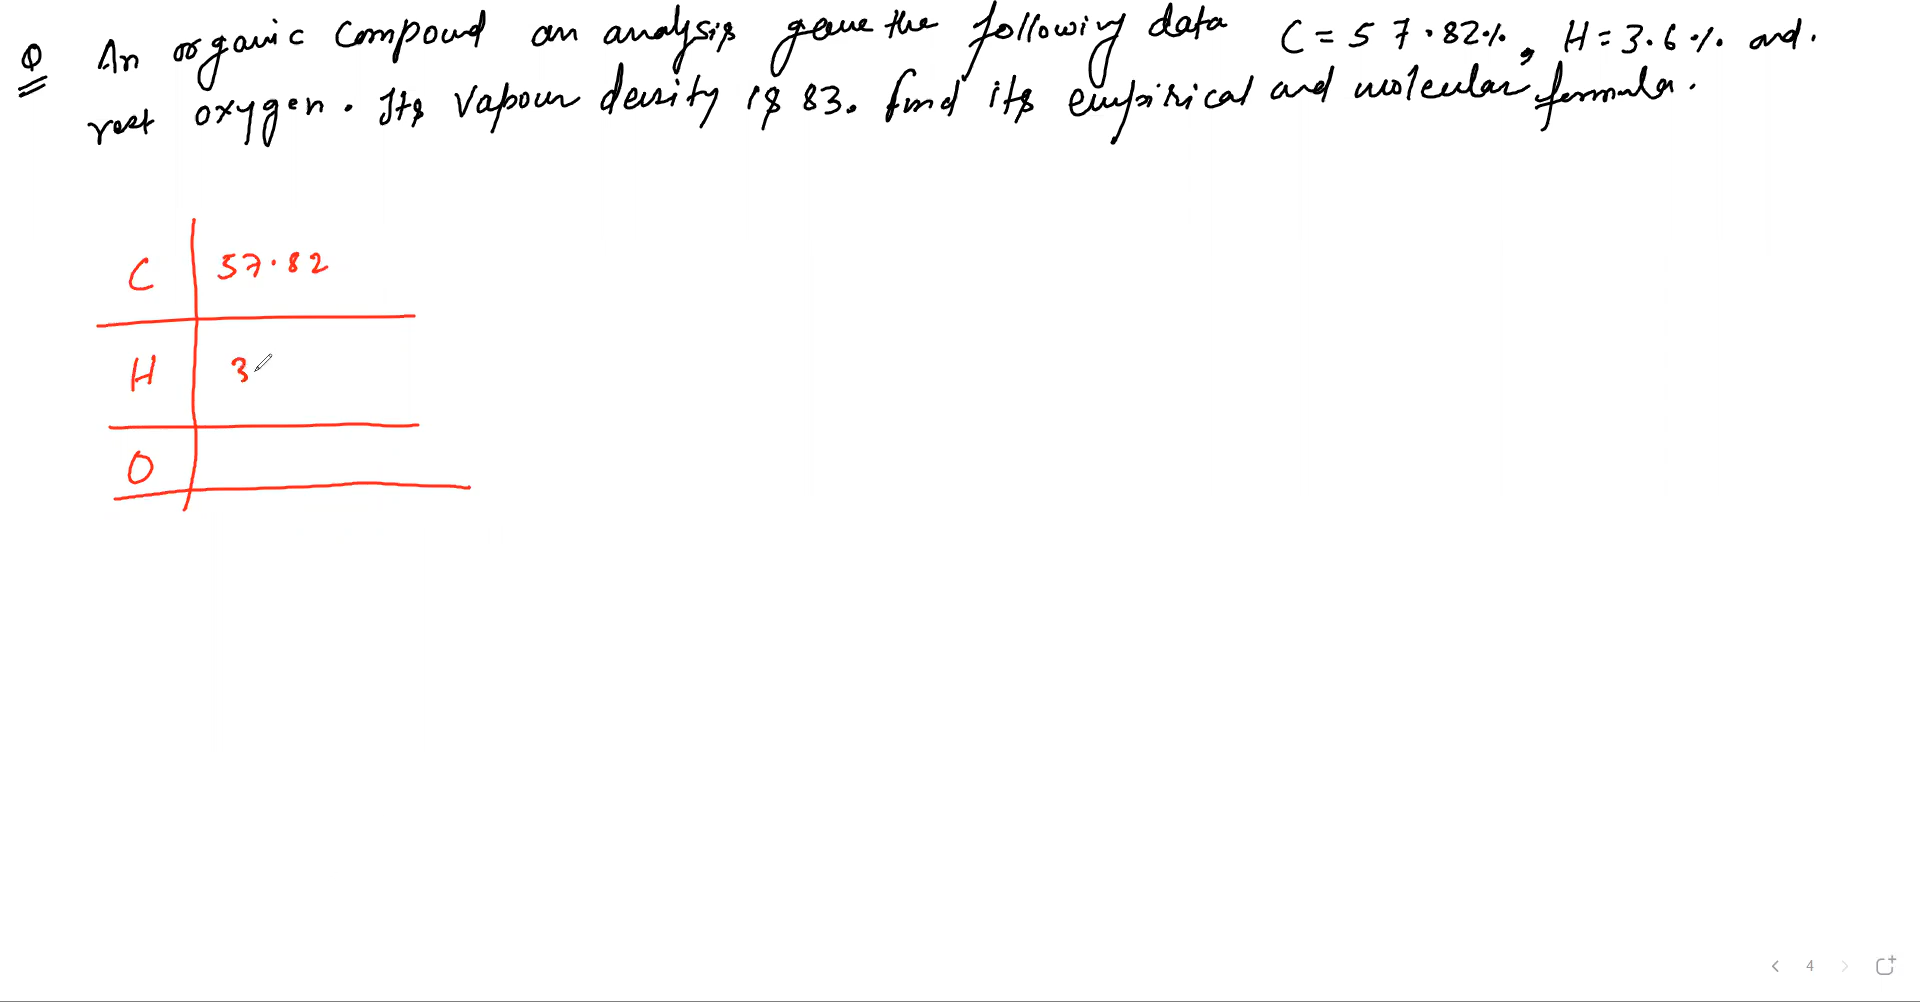 Q An organic compound on analysis gave the following data C = 57.82%, H = 3.6% and.
rest oxygen. Its Vapour density is 83. find its empirical and molecular formula.
C 57.82
H 3
O
4